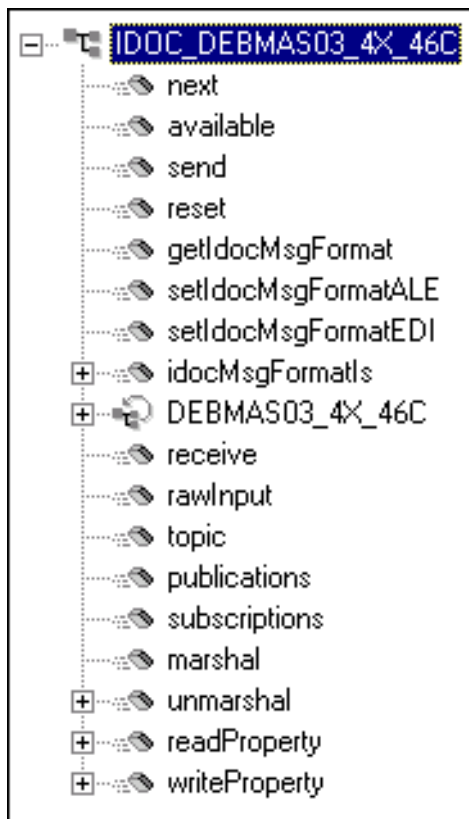 IDOC_DEBMAS03_4X_46C
next
available
send
reset
getIdocMsgFormat
setIdocMsgFormatALE
setIdocMsgFormatEDI
idocMsgFormatIs
DEBMAS03_4X_46C
receive
rawInput
topic
publications
subscriptions
marshal
unmarshal
readProperty
writeProperty